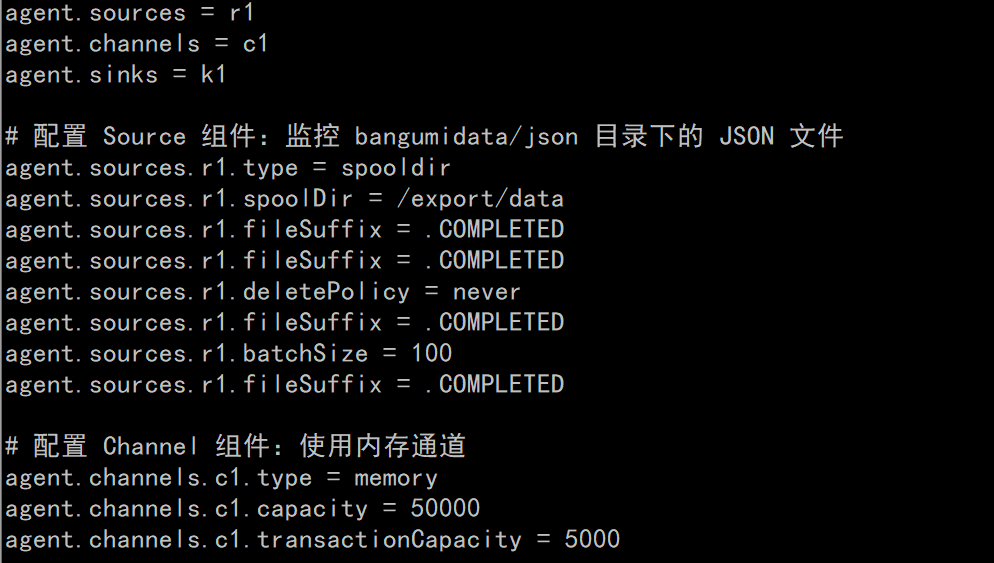 agent.sources = r1
agent.channels = c1
agent.sinks = k1
# 配置 Source 组件：监控 bangumidata/json 目录下的 JSON 文件
agent.sources.r1.type = spooldir
agent.sources.r1.spoolDir = /export/data
agent.sources.r1.fileSuffix = .COMPLETED
agent.sources.r1.fileSuffix = .COMPLETED
agent.sources.r1.deletePolicy = never
agent.sources.r1.fileSuffix = .COMPLETED
agent.sources.r1.batchSize = 100
agent.sources.r1.fileSuffix = .COMPLETED
# 配置 Channel 组件：使用内存通道
agent.channels.c1.type = memory
agent.channels.c1.capacity = 50000
agent.channels.c1.transactionCapacity = 5000